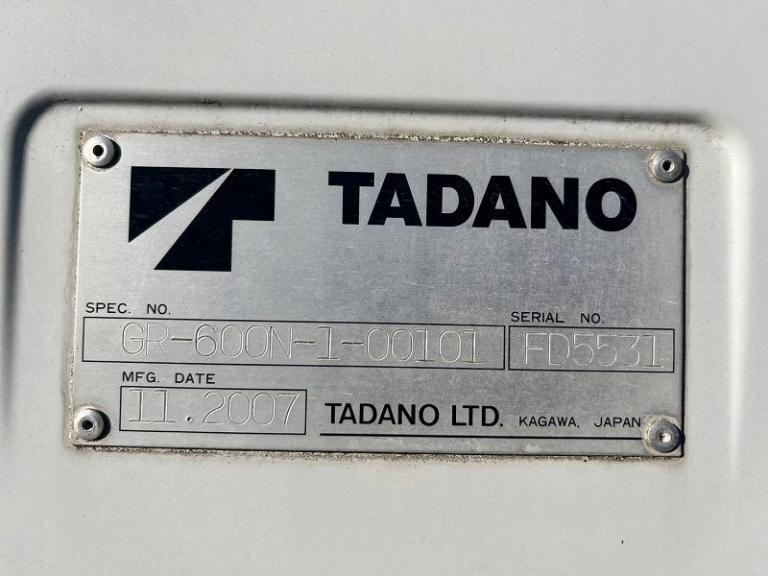 TADANO
SPEC. NO.
GR-600N-1-00101
SERIAL NO.
FD5531
MFG. DATE
11.2007
TADANO LTD. KAGAWA, JAPAN